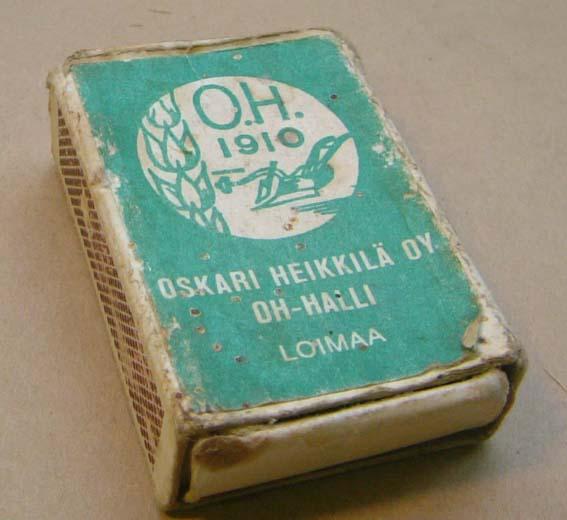 O.H.
1910
OSKARI HEIKKILÄ OY
OH-HALLI
LOIMAA